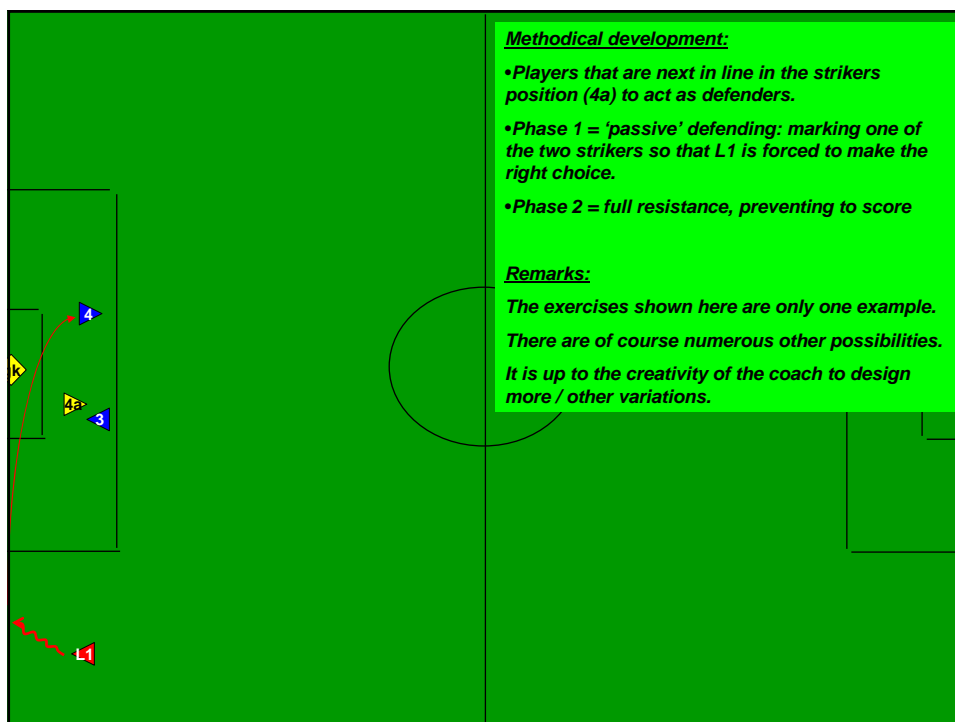 Methodical development:
•Players that are next in line in the strikers
position (4a) to act as defenders.
•Phase 1 = ‘passive’ defending: marking one of
the two strikers so that L1 is forced to make the
right choice.
•Phase 2 = full resistance, preventing to score
Remarks:
The exercises shown here are only one example.
There are of course numerous other possibilities.
It is up to the creativity of the coach to design
more / other variations.
4
k
4a
3
L1